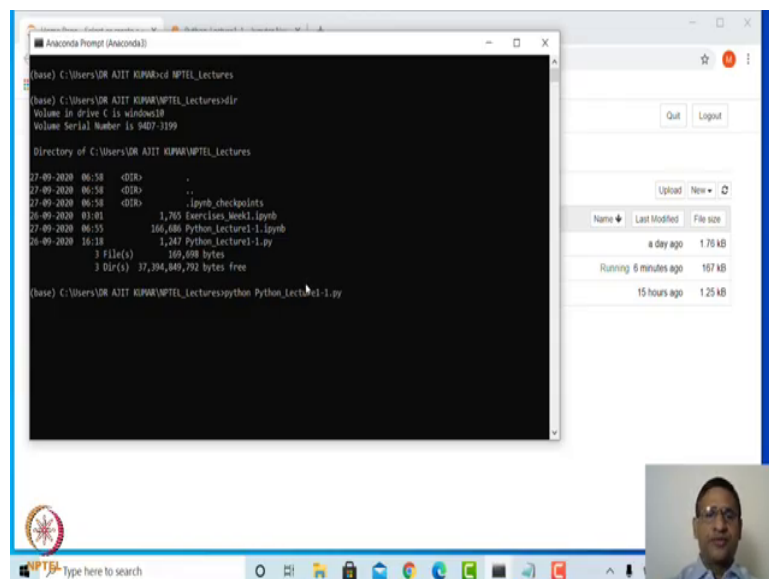 Anaconda Prompt (Anaconda3)
(base) C:\Users\DR AJIT KUMAR>cd NPTEL_Lectures
(base) C:\Users\DR AJIT KUMAR\NPTEL_Lectures>dir
Volume in drive C is windows10
Volume Serial Number is 94D7-3199
Directory of C:\Users\DR AJIT KUMAR\NPTEL_Lectures
27-09-2020 06:58 <DIR> .
27-09-2020 06:58 <DIR> ..
27-09-2020 06:58 <DIR> .ipynb_checkpoints
26-09-2020 03:01 1,765 Exercises_Week1.ipynb
27-09-2020 06:55 166,686 Python_Lecture1-1.ipynb
26-09-2020 16:18 1,247 Python_Lecture1-1.py
3 File(s) 169,698 bytes
3 Dir(s) 37,394,849,792 bytes free
(base) C:\Users\DR AJIT KUMAR\NPTEL_Lectures>python Python_Lecture1-1.py
M
Quit Logout
Upload New
Name Last Modified File size
a day ago 1.76 kB
Running 6 minutes ago 167 kB
15 hours ago 1.25 kB
NPTEL
Type here to search